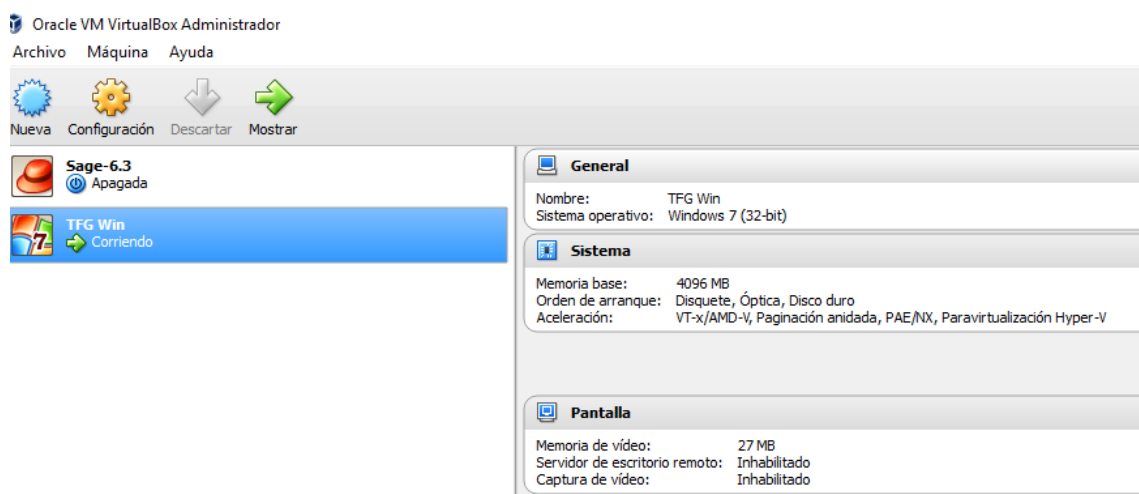 Oracle VM VirtualBox Administrador
Archivo Máquina Ayuda
Nueva Configuración Descartar Mostrar
Sage-6.3
Apagada
TFG Win
Corriendo
7
General
Nombre: TFG Win
Sistema operativo: Windows 7 (32-bit)
Sistema
Memoria base: 4096 MB
Orden de arranque: Disquete, Óptica, Disco duro
Aceleración: VT-x/AMD-V, Paginación anidada, PAE/NX, Paravirtualización Hyper-V
Pantalla
Memoria de vídeo: 27 MB
Servidor de escritorio remoto: Inhabilitado
Captura de vídeo: Inhabilitado